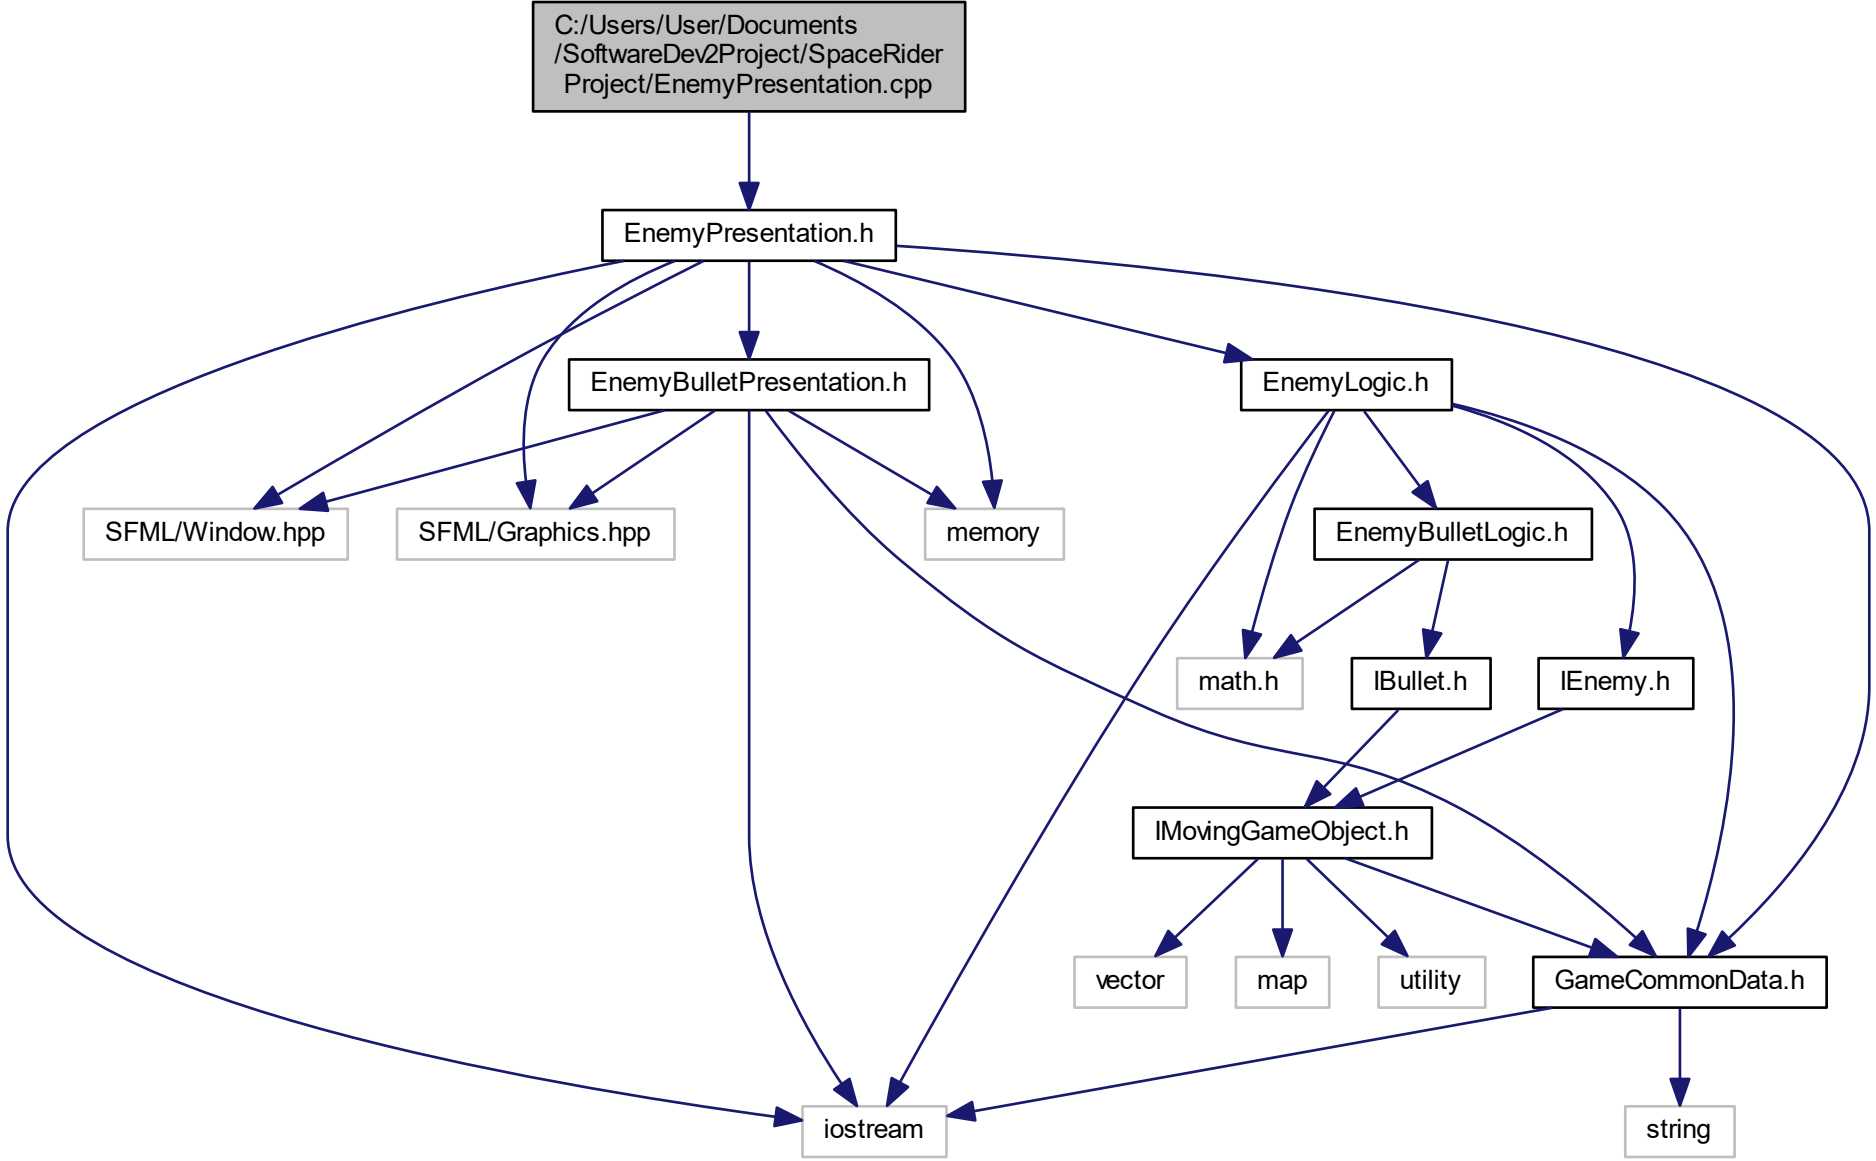 C:/Users/User/Documents
/SoftwareDev2Project/SpaceRider
Project/EnemyPresentation.cpp
EnemyPresentation.h
EnemyBulletPresentation.h
EnemyLogic.h
SFML/Window.hpp
SFML/Graphics.hpp
memory
EnemyBulletLogic.h
math.h
IBullet.h
IEnemy.h
IMovingGameObject.h
vector
map
utility
GameCommonData.h
iostream
string